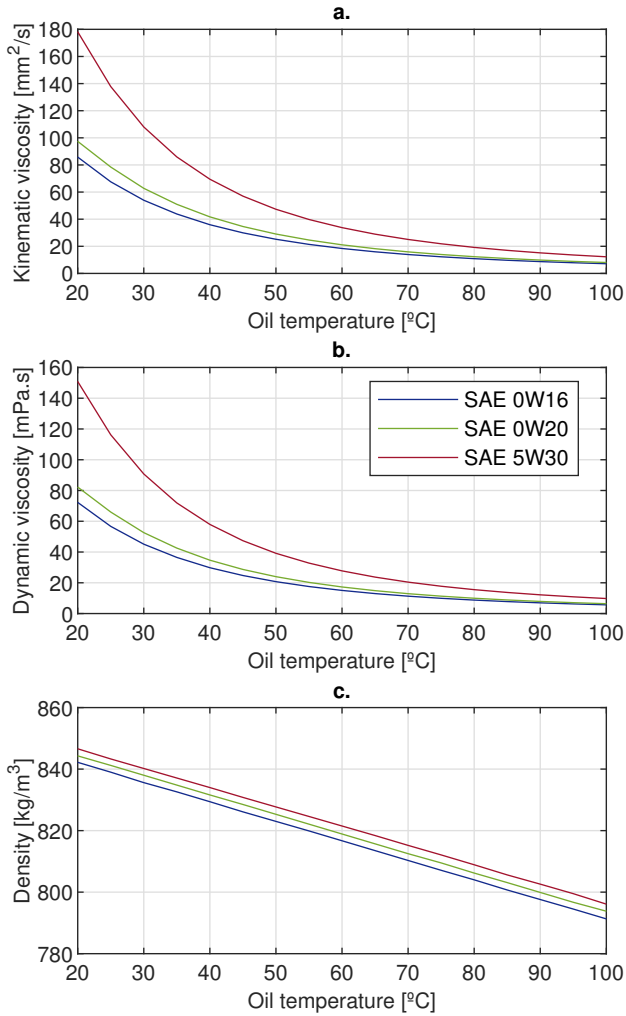 a.
Kinematic viscosity [mm²/s]
180
160
140
120
100
80
60
40
20
0
20 30 40 50 60 70 80 90 100
Oil temperature [ºC]
b.
Dynamic viscosity [mPa.s]
160
140
120
100
80
60
40
20
0
SAE 0W16
SAE 0W20
SAE 5W30
20 30 40 50 60 70 80 90 100
Oil temperature [ºC]
c.
Density [kg/m³]
860
840
820
800
780
20 30 40 50 60 70 80 90 100
Oil temperature [ºC]